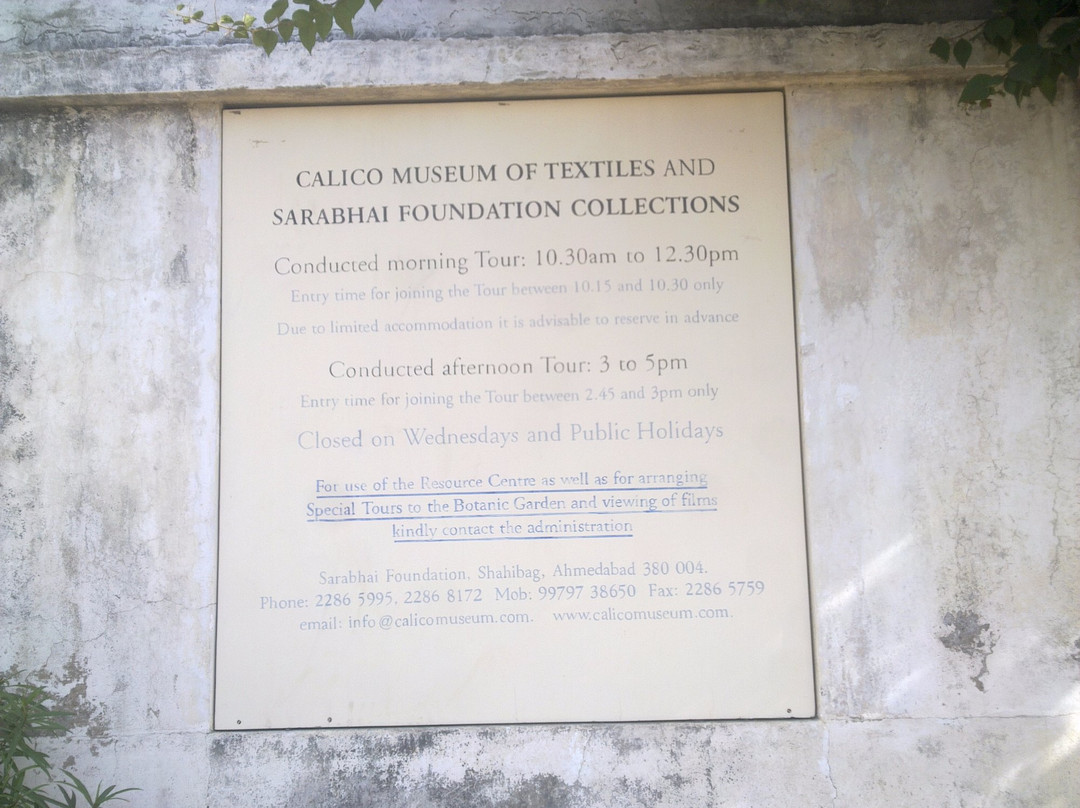 CALICO MUSEUM OF TEXTILES AND
SARABHAI FOUNDATION COLLECTIONS
Conducted morning Tour: 10.30am to 12.30pm
Entry time for joining the Tour between 10.15 and 10.30 only
Due to limited accommodation it is advisable to reserve in advance
Conducted afternoon Tour: 3 to 5pm
Entry time for joining the Tour between 2.45 and 3pm only
Closed on Wednesdays and Public Holidays
For use of the Resource Centre as well as for arranging
Special Tours to the Botanic Garden and viewing of films
kindly contact the administration
Sarabhai Foundation, Shahibag, Ahmedabad 380 004.
Phone: 2286 5995, 2286 8172 Mob: 99797 38650 Fax: 2286 5759
email: info@calicomuseum.com. www.calicomuseum.com.